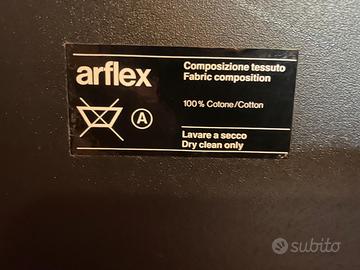 arflex
Composizione tessuto
Fabric composition
100% Cotone/Cotton
A
Lavare a secco
Dry clean only
subito